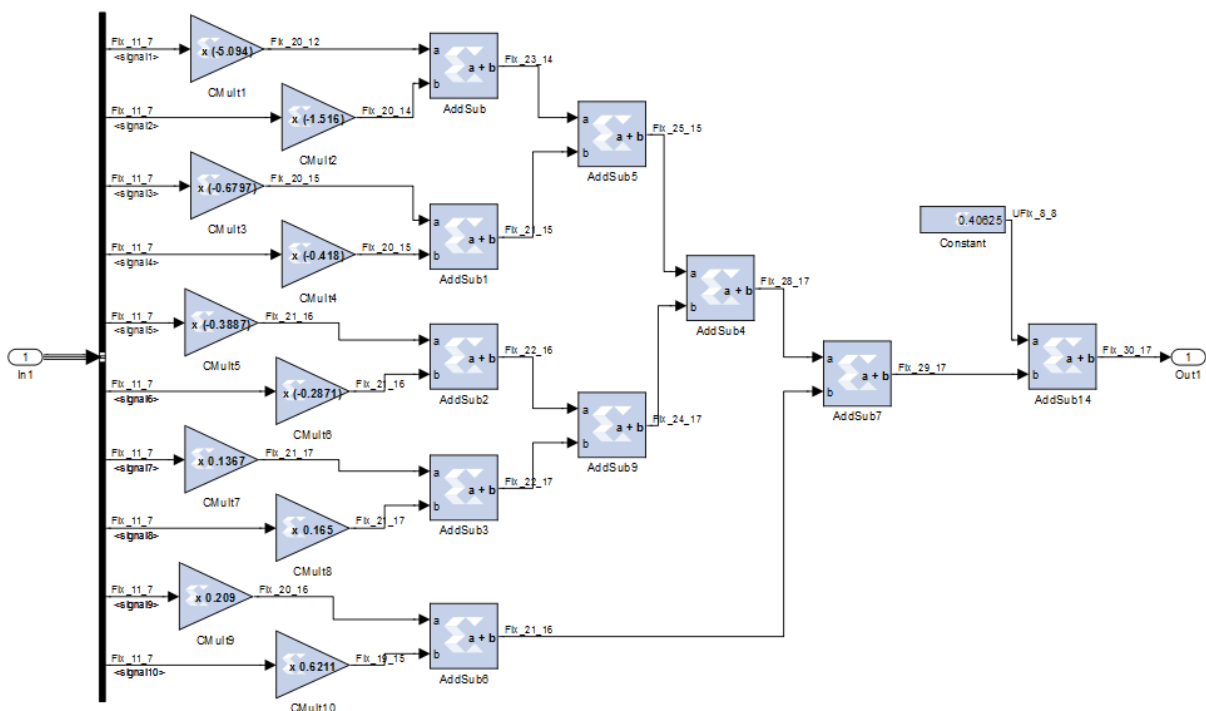 Fix_11_7
<signal1>
x (-5.094)
CMult1
Fix_20_12
a
b
a + b
AddSub
Fix_23_14
Fix_11_7
<signal2>
x (-1.516)
CMult2
Fix_20_14
a
b
a + b
AddSub5
Fix_25_15
Fix_11_7
<signal3>
x (-0.6797)
CMult3
Fix_20_15
a
b
a + b
AddSub1
Fix_21_15
Fix_11_7
<signal4>
x (-0.418)
CMult4
Fix_20_15
0.40625
Constant
UFix_8_8
a
b
a + b
AddSub4
Fix_28_17
Fix_11_7
<signal5>
x (-0.3887)
CMult5
Fix_21_16
a
b
a + b
AddSub2
Fix_22_16
1
In1
Fix_11_7
<signal6>
x (-0.2871)
CMult6
Fix_21_16
a
b
a + b
AddSub7
Fix_29_17
a
b
a + b
AddSub14
Fix_30_17
1
Out1
a
b
a + b
AddSub9
Fix_24_17
Fix_11_7
<signal7>
x 0.1367
CMult7
Fix_21_17
a
b
a + b
AddSub3
Fix_22_17
Fix_11_7
<signal8>
x 0.165
CMult8
Fix_21_17
Fix_11_7
<signal9>
x 0.209
CMult9
Fix_20_16
a
b
a + b
AddSub6
Fix_21_16
Fix_11_7
<signal10>
x 0.6211
CMult10
Fix_19_15